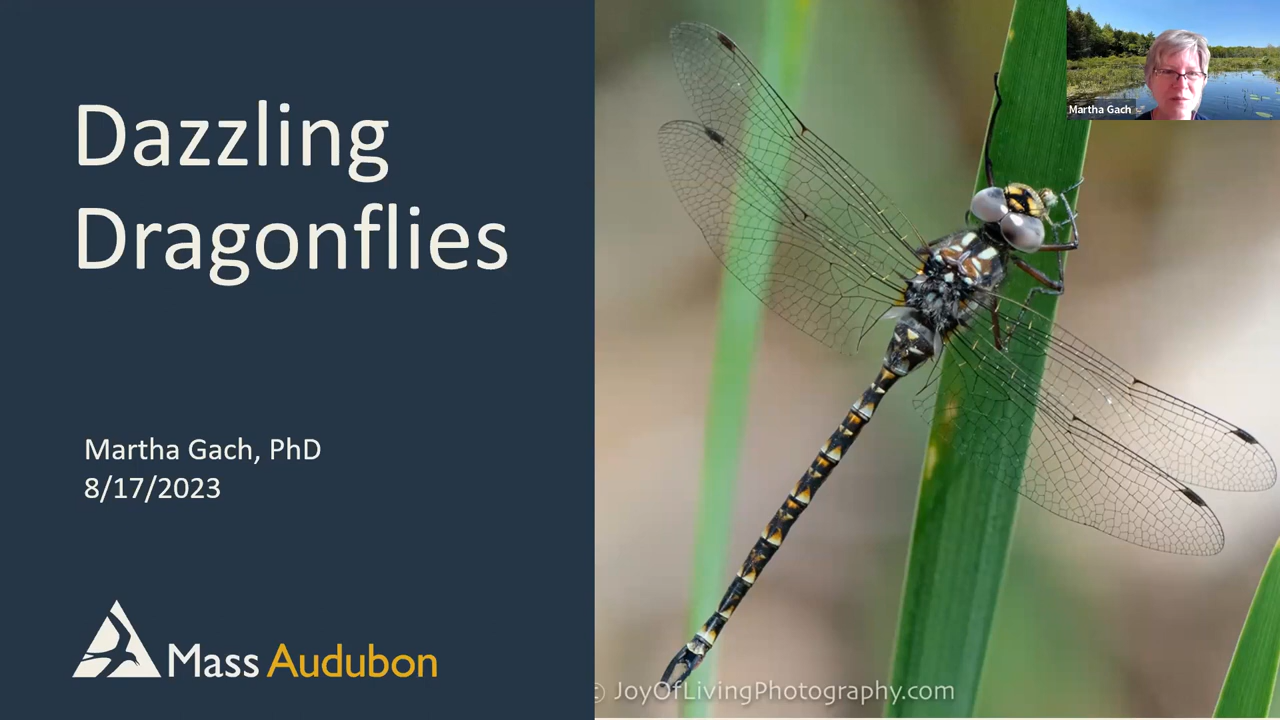 Dazzling
Dragonflies
Martha Gach, PhD
8/17/2023
Mass Audubon
© JoyOfLivingPhotography.com
Martha Gach